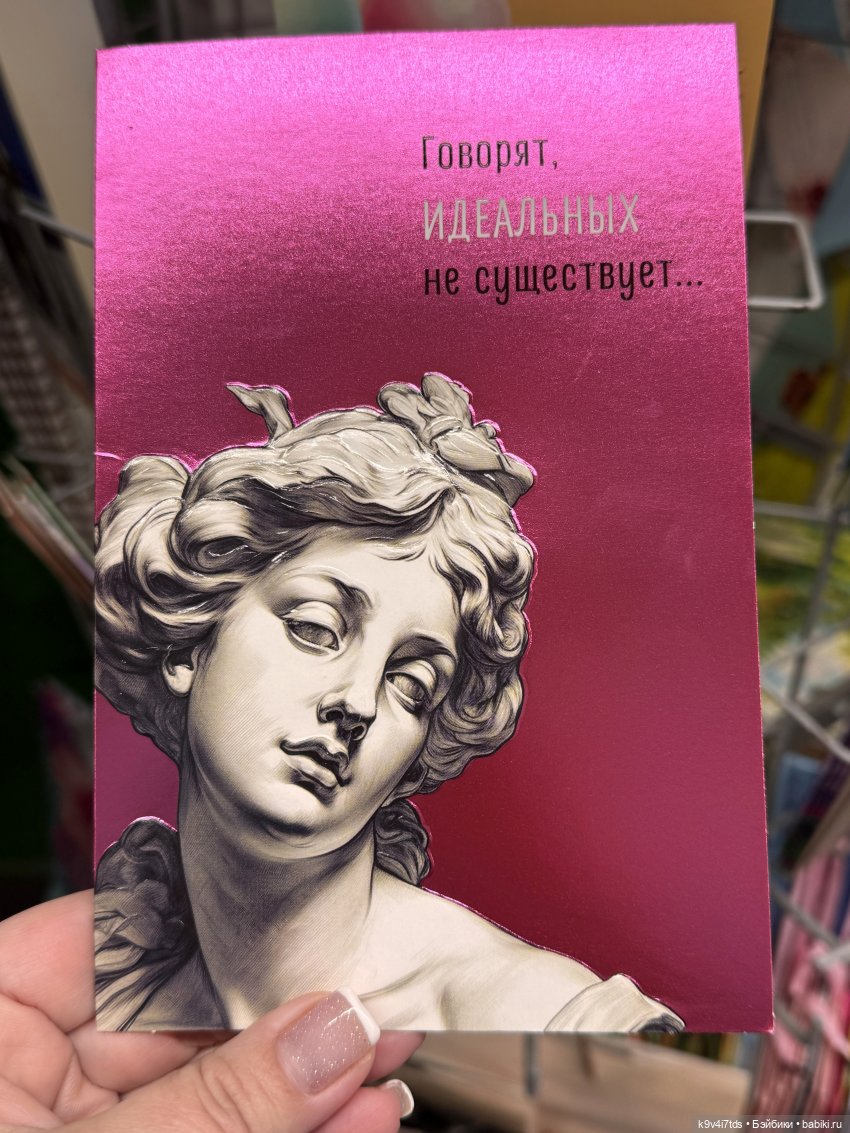 Говорят,
ИДЕАЛЬНЫХ
не существует...
k9v4i7tds • Бэйбики • babiki.ru